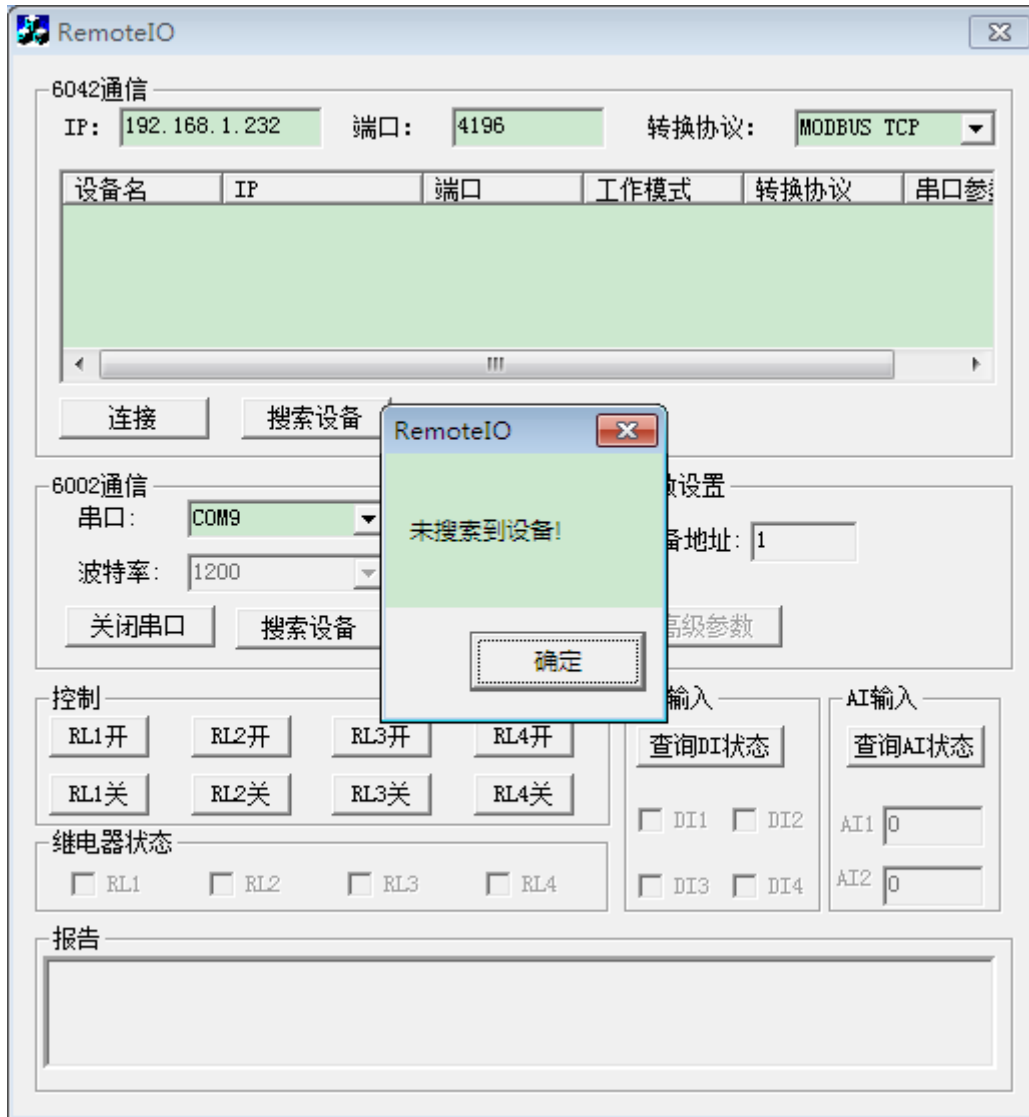 RemoteIO
6042通信
IP: 192.168.1.232 端口: 4196 转换协议: MODBUS TCP
设备名 IP 端口 工作模式 转换协议 串口参
连接 搜索设备
RemoteIO
未搜索到设备!
确定
6002通信
串口: COM9
波特率: 1200
关闭串口 搜索设备
设置
地址: 1
高级参数
控制
RL1开 RL2开 RL3开 RL4开
RL1关 RL2关 RL3关 RL4关
继电器状态
RL1 RL2 RL3 RL4
输入
查询DI状态
DI1 DI2
DI3 DI4
AI输入
查询AI状态
AI1 0
AI2 0
报告